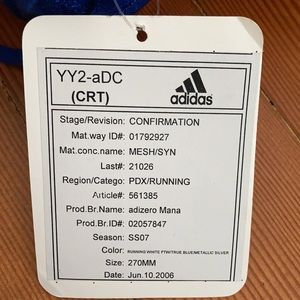 YY2-aDC
(CRT)
adidas
Stage/Revision: CONFIRMATION
Mat.way ID#: 01792927
Mat.conc.name: MESH/SYN
Last#: 21026
Region/Catego: PDX/RUNNING
Article#: 561385
Prod.Br.Name: adizero Mana
Prod.Br.ID#: 02057847
Season: SS07
Color: RUNNING WHITE FTW/TRUE BLUE/METALLIC SILVER
Size: 270MM
Date: Jun.10.2006